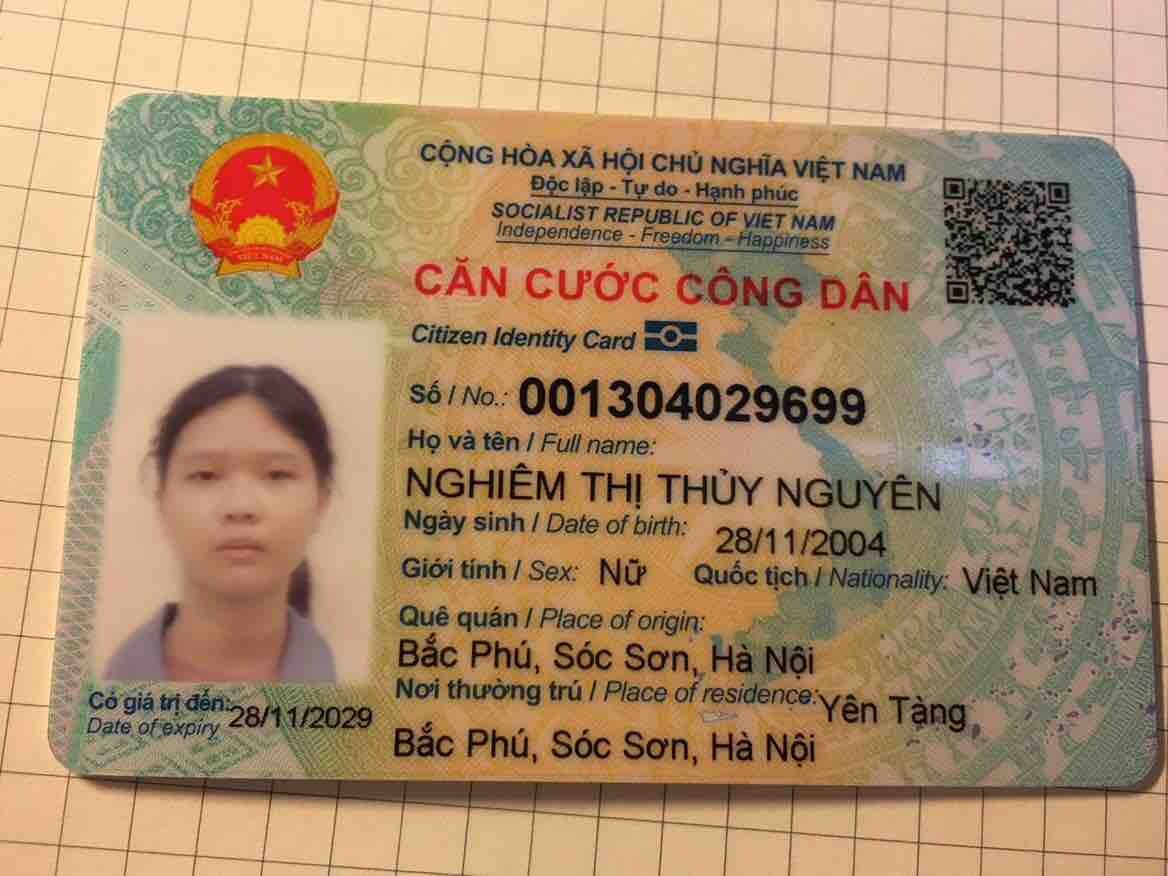 CỘNG HÒA XÃ HỘI CHỦ NGHĨA VIỆT NAM
Độc lập - Tự do - Hạnh phúc
SOCIALIST REPUBLIC OF VIET NAM
Independence - Freedom - Happiness
VIỆT NAM
CĂN CƯỚC CÔNG DÂN
Citizen Identity Card
Số / No.: 001304029699
Họ và tên / Full name:
NGHIÊM THỊ THỦY NGUYÊN
Ngày sinh / Date of birth: 28/11/2004
Giới tính / Sex: Nữ Quốc tịch / Nationality: Việt Nam
Quê quán / Place of origin:
Bắc Phú, Sóc Sơn, Hà Nội
Nơi thường trú / Place of residence: Yên Tàng
Bắc Phú, Sóc Sơn, Hà Nội
Có giá trị đến: 28/11/2029
Date of expiry